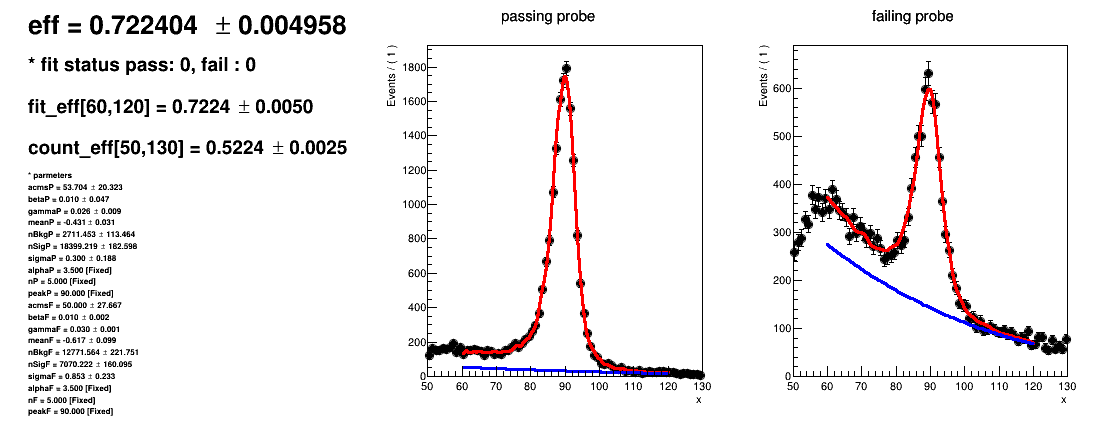 eff = 0.722404 ± 0.004958
* fit status pass: 0, fail : 0
fit_eff[60,120] = 0.7224 ± 0.0050
count_eff[50,130] = 0.5224 ± 0.0025
* parmeters
acmsP = 53.704 ± 20.323
betaP = 0.010 ± 0.047
gammaP = 0.026 ± 0.009
meanP = -0.431 ± 0.031
nBkgP = 2711.453 ± 113.464
nSigP = 18399.219 ± 182.598
sigmaP = 0.300 ± 0.188
alphaP = 3.500 [Fixed]
nP = 5.000 [Fixed]
peakP = 90.000 [Fixed]
acmsF = 50.000 ± 27.667
betaF = 0.010 ± 0.002
gammaF = 0.030 ± 0.001
meanF = -0.617 ± 0.099
nBkgF = 12771.564 ± 221.751
nSigF = 7070.222 ± 160.095
sigmaF = 0.853 ± 0.233
alphaF = 3.500 [Fixed]
nF = 5.000 [Fixed]
peakF = 90.000 [Fixed]
passing probe
Events / ( 1 )
1800
1600
1400
1200
1000
800
600
400
200
0
50 60 70 80 90 100 110 120 130
x
failing probe
Events / ( 1 )
600
500
400
300
200
100
0
50 60 70 80 90 100 110 120 130
x